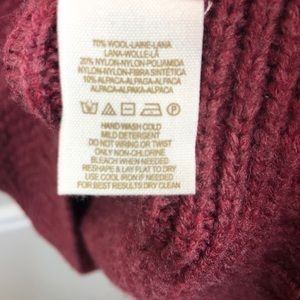 70% WOOL-LAINE-LANA
LANA-WOLLE-LÃ
20% NYLON-NYLON-POLIAMIDA
NYLON-NYLON-FIBRA SINTÉTICA
10% ALPACA-ALPAGA-ALPACA
ALPACA-ALPAKA-ALPACA
HAND WASH COLD
MILD DETERGENT
DO NOT WRING OR TWIST
ONLY NON-CHLORINE
BLEACH WHEN NEEDED
RESHAPE & LAY FLAT TO DRY
USE COOL IRON IF NEEDED
FOR BEST RESULTS DRY CLEAN